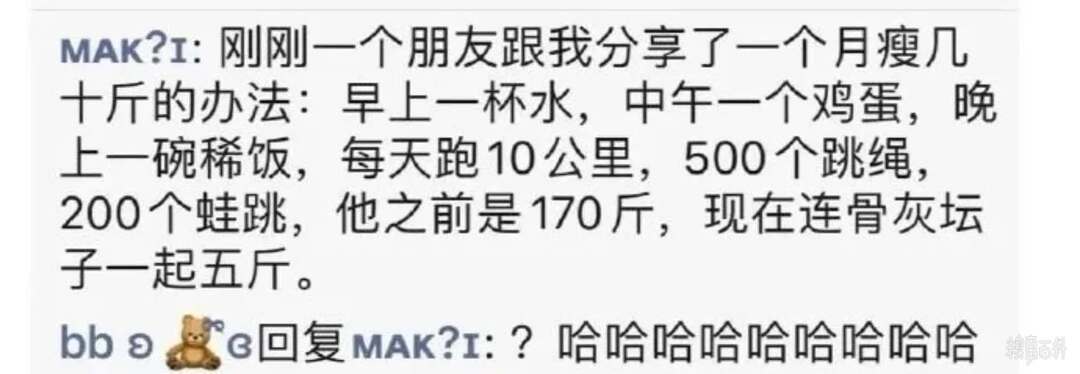 MAK?I: 刚刚一个朋友跟我分享了一个月瘦几
十斤的办法：早上一杯水，中午一个鸡蛋，晚
上一碗稀饭，每天跑10公里，500个跳绳，
200个蛙跳，他之前是170斤，现在连骨灰坛
子一起五斤。
bb ʚ 🧸 ɞ回复MAK?I: ？哈哈哈哈哈哈哈哈哈